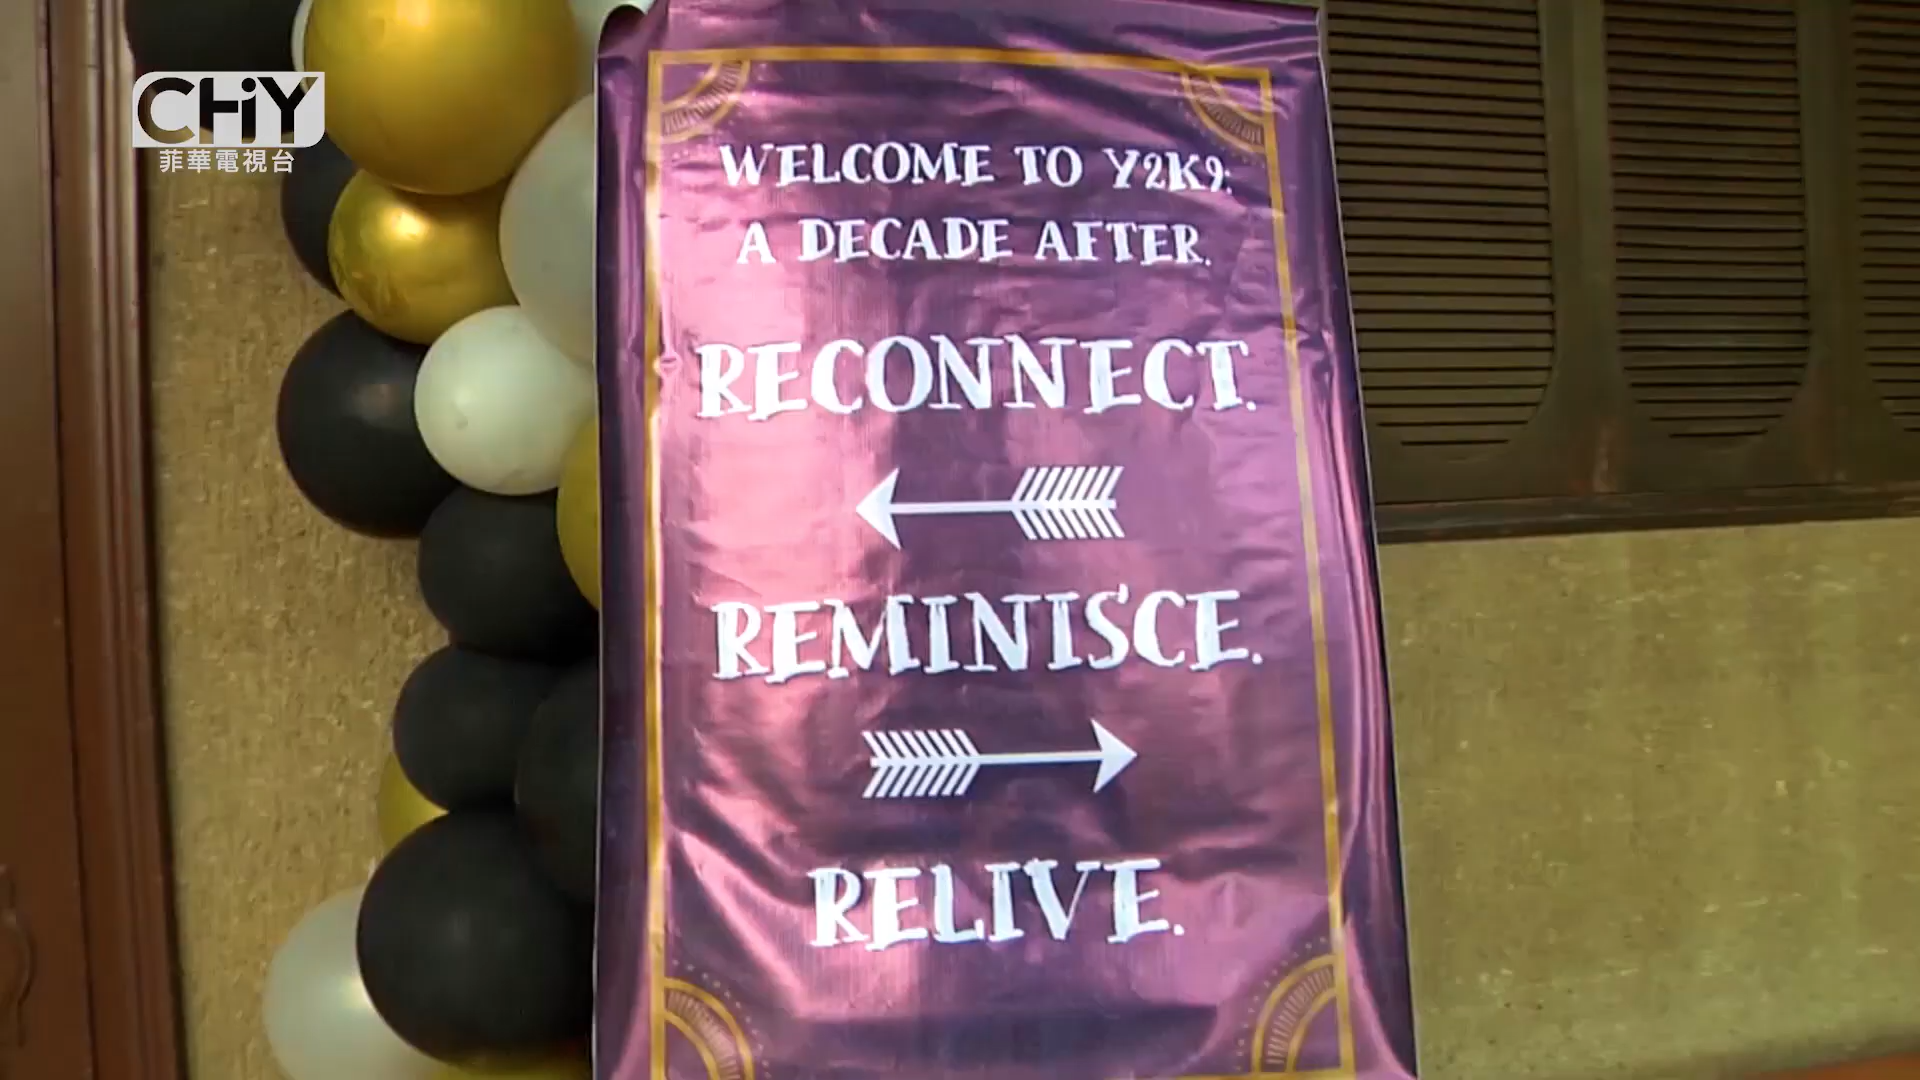 CHiY
菲華電視台
WELCOME TO Y2K9:
A DECADE AFTER.
RECONNECT.
REMINISCE.
RELIVE.